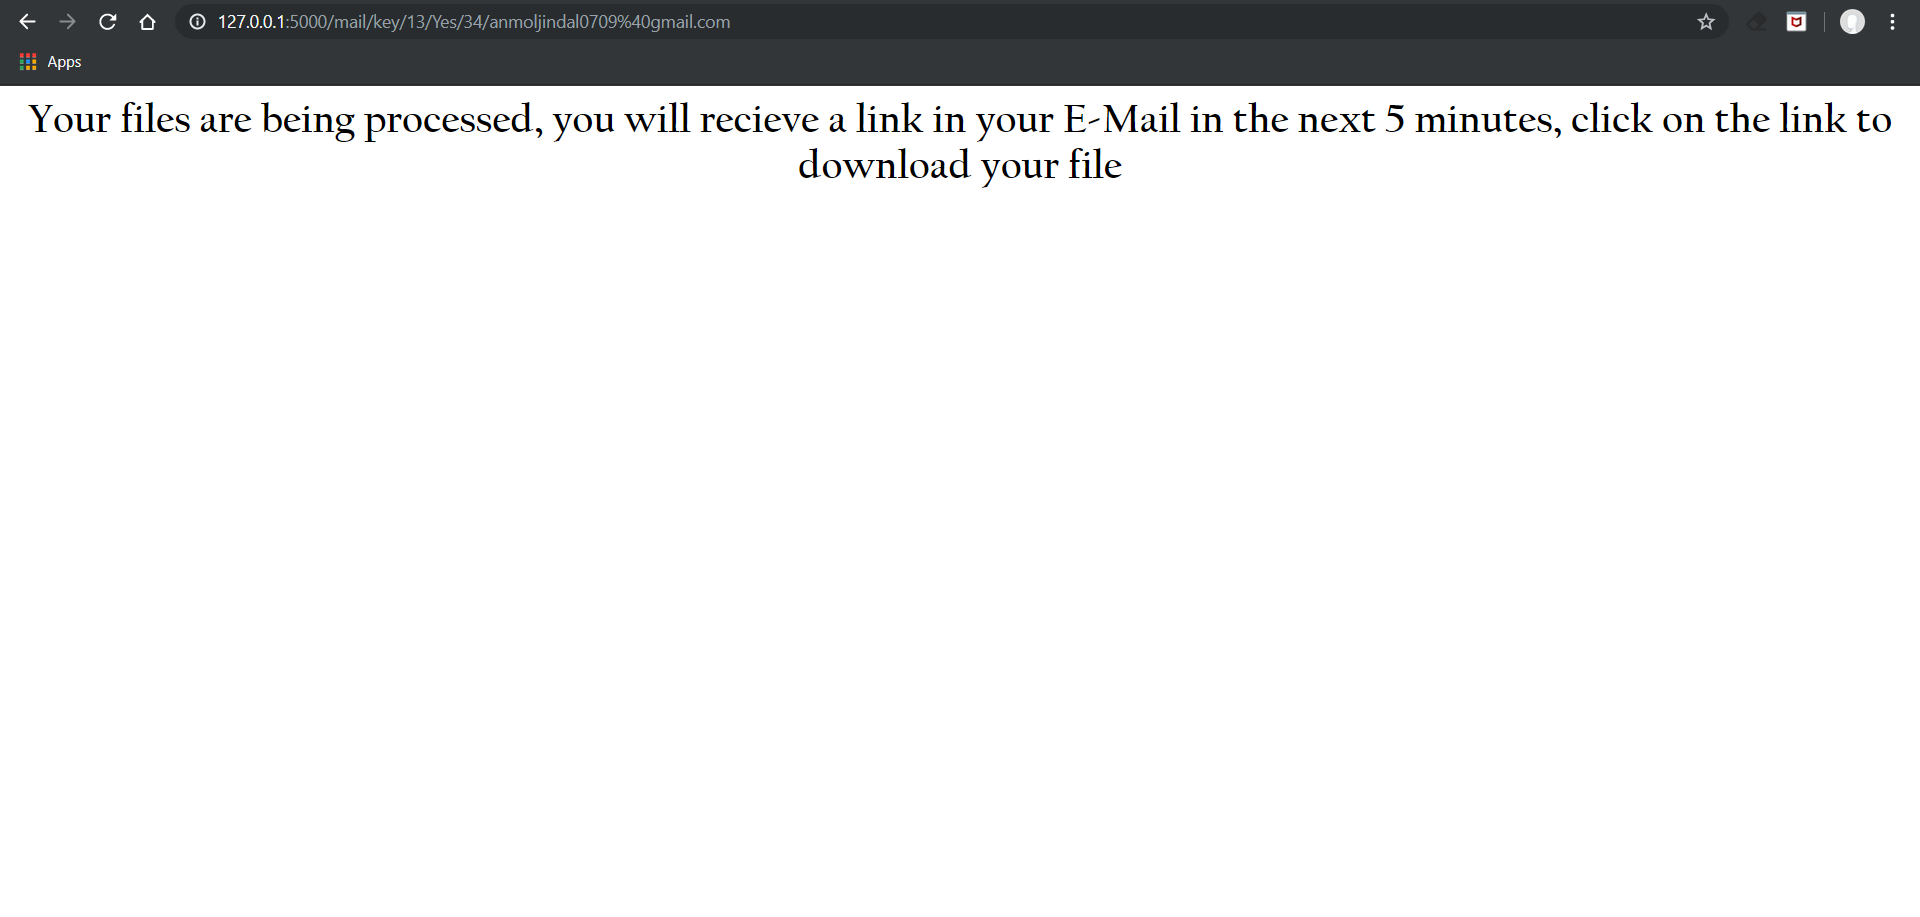 127.0.0.1:5000/mail/key/13/Yes/34/anmoljindal0709%40gmail.com
Apps
Your files are being processed, you will recieve a link in your E-Mail in the next 5 minutes, click on the link to
download your file